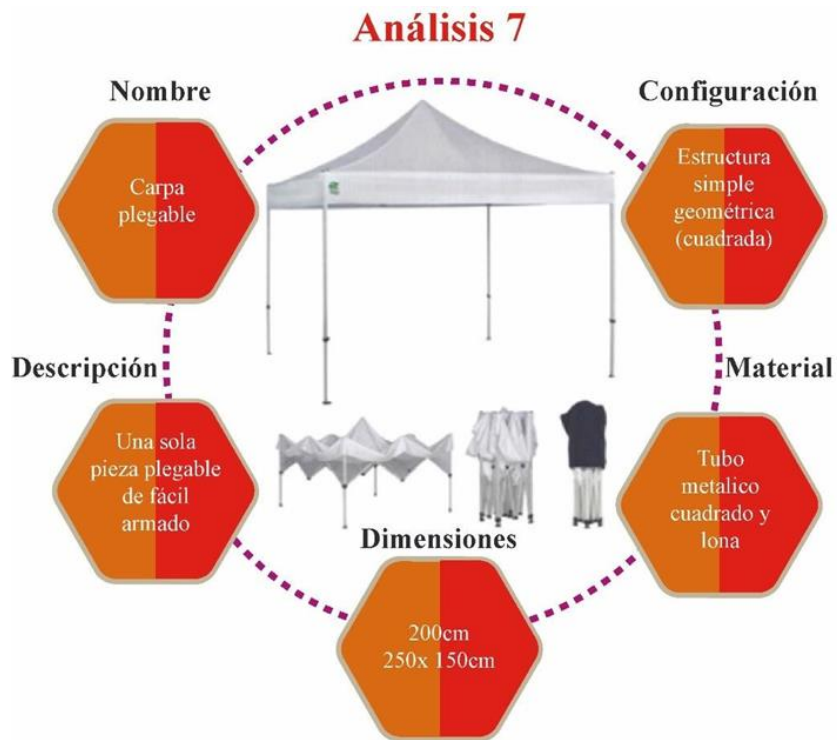 Análisis 7
Nombre
Carpa
plegable
Configuración
Estructura
simple
geométrica
(cuadrada)
Descripción
Una sola
pieza plegable
de fácil
armado
Material
Tubo
metalico
cuadrado y
lona
Dimensiones
200cm
250x 150cm